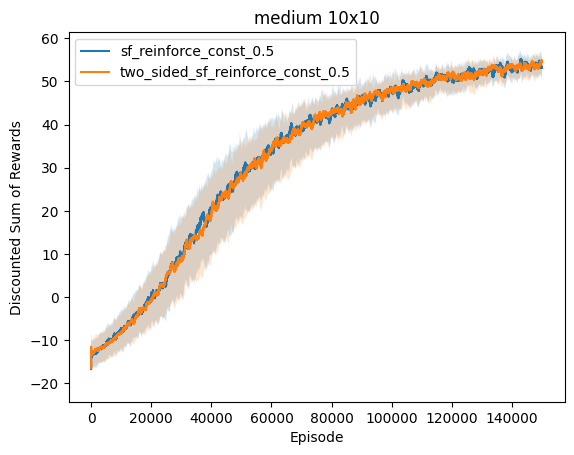 medium 10x10
sf_reinforce_const_0.5
two_sided_sf_reinforce_const_0.5
Discounted Sum of Rewards
60
50
40
30
20
10
0
−10
−20
0 20000 40000 60000 80000 100000 120000 140000
Episode